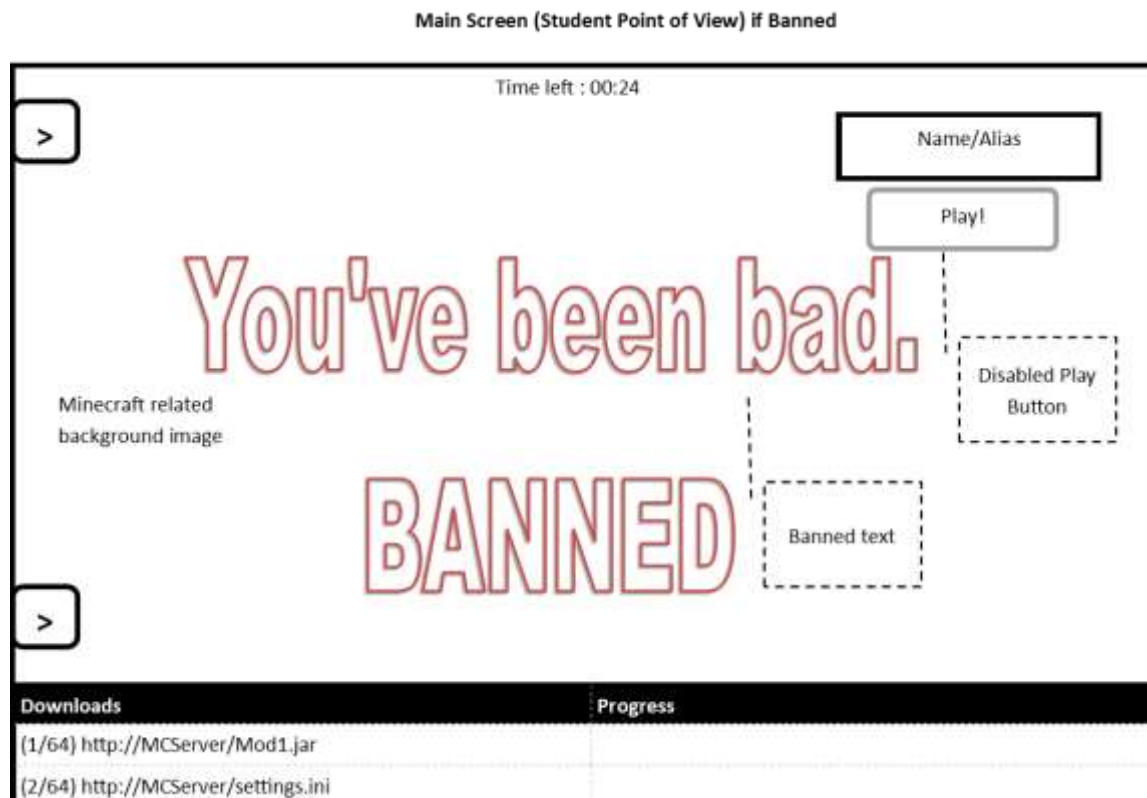 Main Screen (Student Point of View) if Banned
Time left : 00:24
>
Name/Alias
Play!
You've been bad.
Disabled Play
Button
Minecraft related
background image
BANNED
Banned text
>
Downloads Progress
(1/64) http://MCServer/Mod1.jar
(2/64) http://MCServer/settings.ini